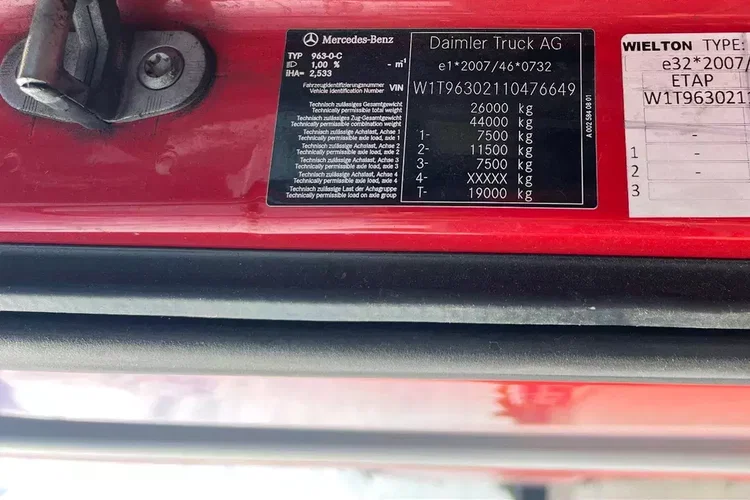 Mercedes-Benz
TYP 963-0-C
1,00 % - m⁻¹
IHA= 2,533
Daimler Truck AG
e1*2007/46*0732
Fahrzeugidentifizierungsnummer
Vehicle Identification Number VIN W1T96302110476649
Technisch zulässiges Gesamtgewicht
Technically permissible total weight 26000 kg
Technisch zulässiges Zug-Gesamtgewicht
Technically permissible combination weight 44000 kg
Technisch zulässige Achslast, Achse 1
Technically permissible axle load, axle 1 1- 7500 kg
Technisch zulässige Achslast, Achse 2
Technically permissible axle load, axle 2 2- 11500 kg
Technisch zulässige Achslast, Achse 3
Technically permissible axle load, axle 3 3- 7500 kg
Technisch zulässige Achslast, Achse 4
Technically permissible axle load, axle 4 4- XXXXX kg
Technisch zulässige Last der Achsgruppe
Technically permissible load on axle group T- 19000 kg
A 002 584 08 01
WIELTON TYPE:
e32*2007/
ETAP
W1T9630211
-
1 -
2 -
3